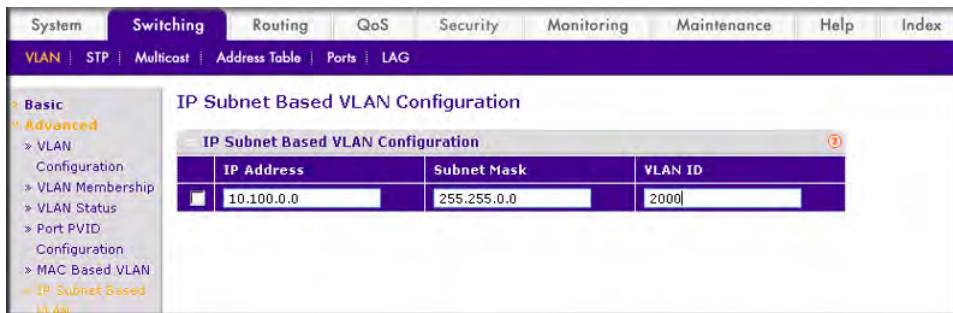 System Switching Routing QoS Security Monitoring Maintenance Help Index
VLAN STP Multicast Address Table Ports LAG
Basic
Advanced
» VLAN
Configuration
» VLAN Membership
» VLAN Status
» Port PVID
Configuration
» MAC Based VLAN
» IP Subnet Based
VLAN
IP Subnet Based VLAN Configuration
IP Subnet Based VLAN Configuration
IP Address Subnet Mask VLAN ID
10.100.0.0 255.255.0.0 2000